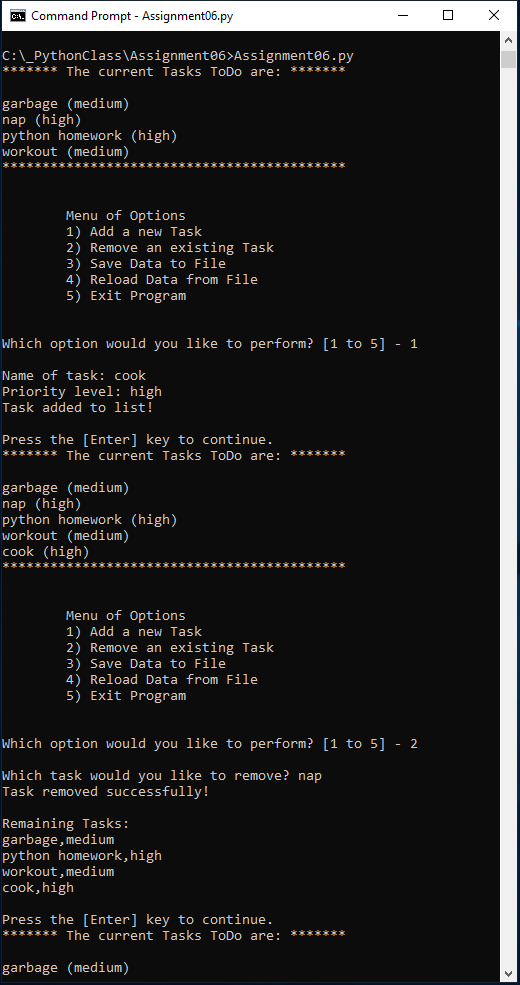 Command Prompt - Assignment06.py
C:\_PythonClass\Assignment06>Assignment06.py
******* The current Tasks ToDo are: *******
garbage (medium)
nap (high)
python homework (high)
workout (medium)
*******************************************
Menu of Options
1) Add a new Task
2) Remove an existing Task
3) Save Data to File
4) Reload Data from File
5) Exit Program
Which option would you like to perform? [1 to 5] - 1
Name of task: cook
Priority level: high
Task added to list!
Press the [Enter] key to continue.
******* The current Tasks ToDo are: *******
garbage (medium)
nap (high)
python homework (high)
workout (medium)
cook (high)
*******************************************
Menu of Options
1) Add a new Task
2) Remove an existing Task
3) Save Data to File
4) Reload Data from File
5) Exit Program
Which option would you like to perform? [1 to 5] - 2
Which task would you like to remove? nap
Task removed successfully!
Remaining Tasks:
garbage,medium
python homework,high
workout,medium
cook,high
Press the [Enter] key to continue.
******* The current Tasks ToDo are: *******
garbage (medium)